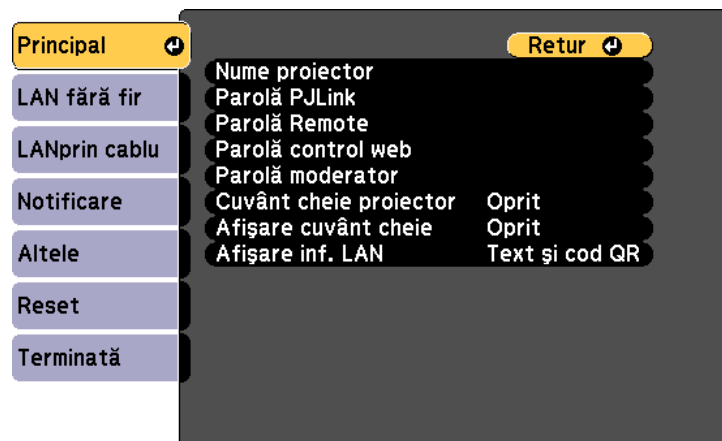 Principal
LAN fără fir
LANprin cablu
Notificare
Altele
Reset
Terminată
Retur
Nume proiector
Parolă PJLink
Parolă Remote
Parolă control web
Parolă moderator
Cuvânt cheie proiector Oprit
Afişare cuvânt cheie Oprit
Afişare inf. LAN Text şi cod QR